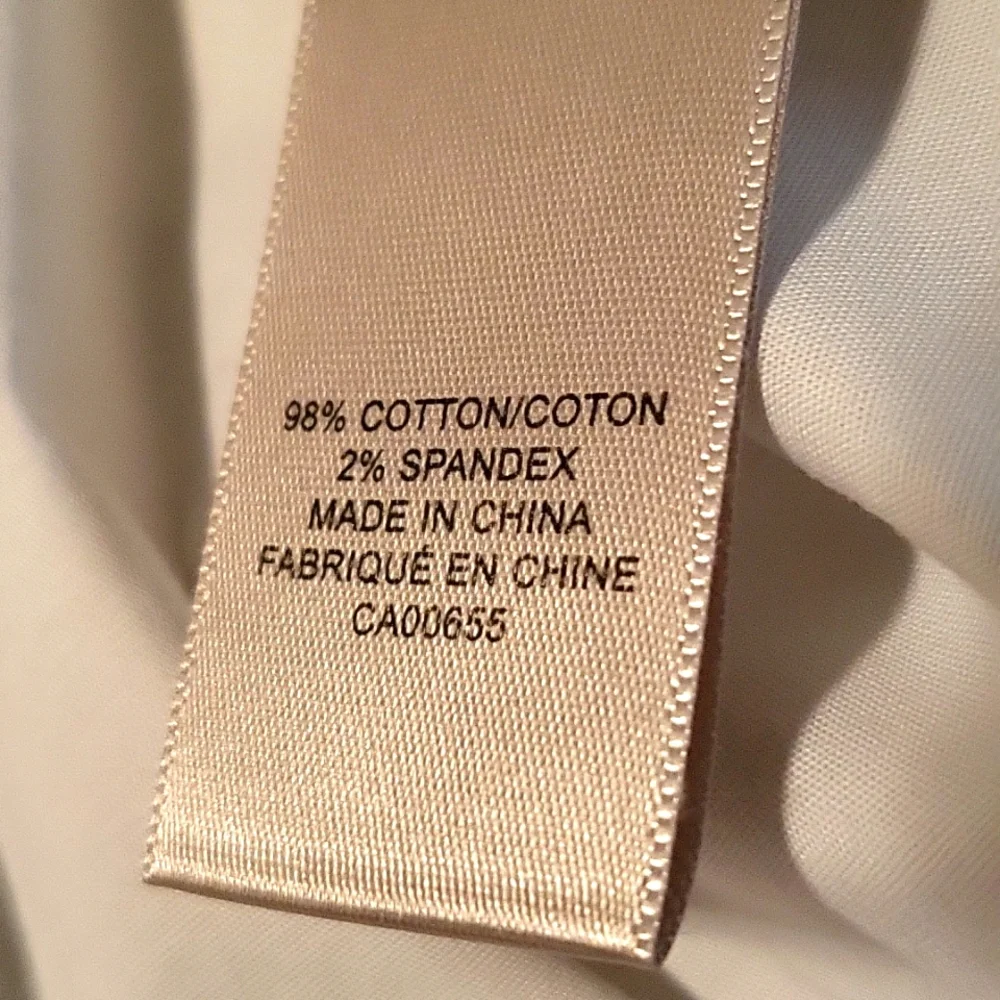 98% COTTON/COTON
2% SPANDEX
MADE IN CHINA
FABRIQUÉ EN CHINE
CA00655